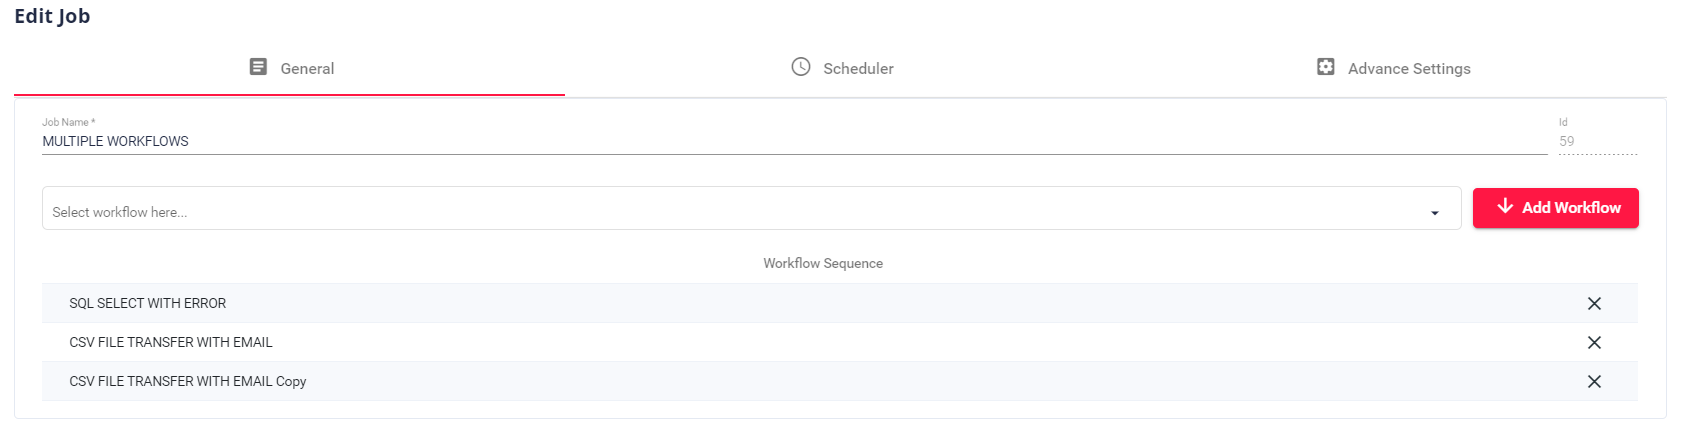 Edit Job
General
Scheduler
Advance Settings
Job Name *
Id
MULTIPLE WORKFLOWS
59
Select workflow here...
Add Workflow
Workflow Sequence
SQL SELECT WITH ERROR
CSV FILE TRANSFER WITH EMAIL
CSV FILE TRANSFER WITH EMAIL Copy